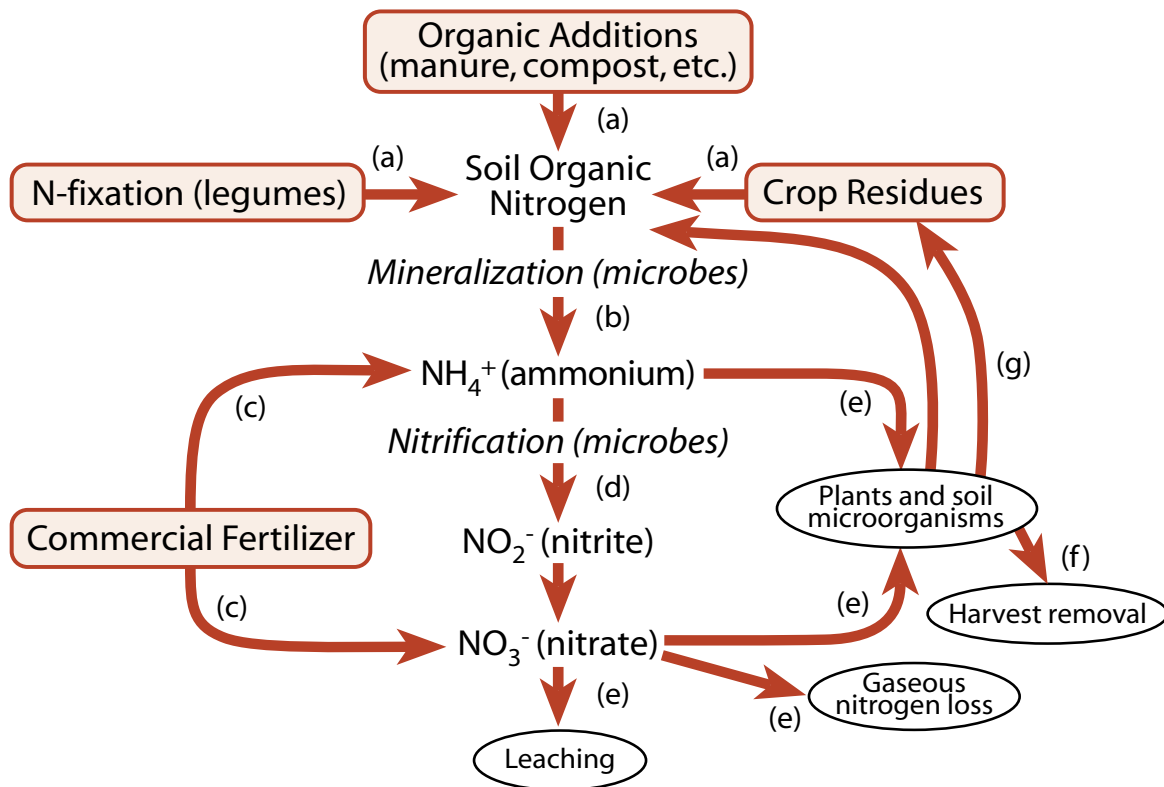 Organic Additions
(manure, compost, etc.)
(a)
(a)
(a)
N-fixation (legumes)
Soil Organic
Nitrogen
Crop Residues
Mineralization (microbes)
(b)
NH₄⁺ (ammonium)
(g)
(c)
(e)
Nitrification (microbes)
(d)
Plants and soil
microorganisms
Commercial Fertilizer
NO₂⁻ (nitrite)
(f)
(c)
(e)
Harvest removal
NO₃⁻ (nitrate)
(e)
(e)
Gaseous
nitrogen loss
Leaching